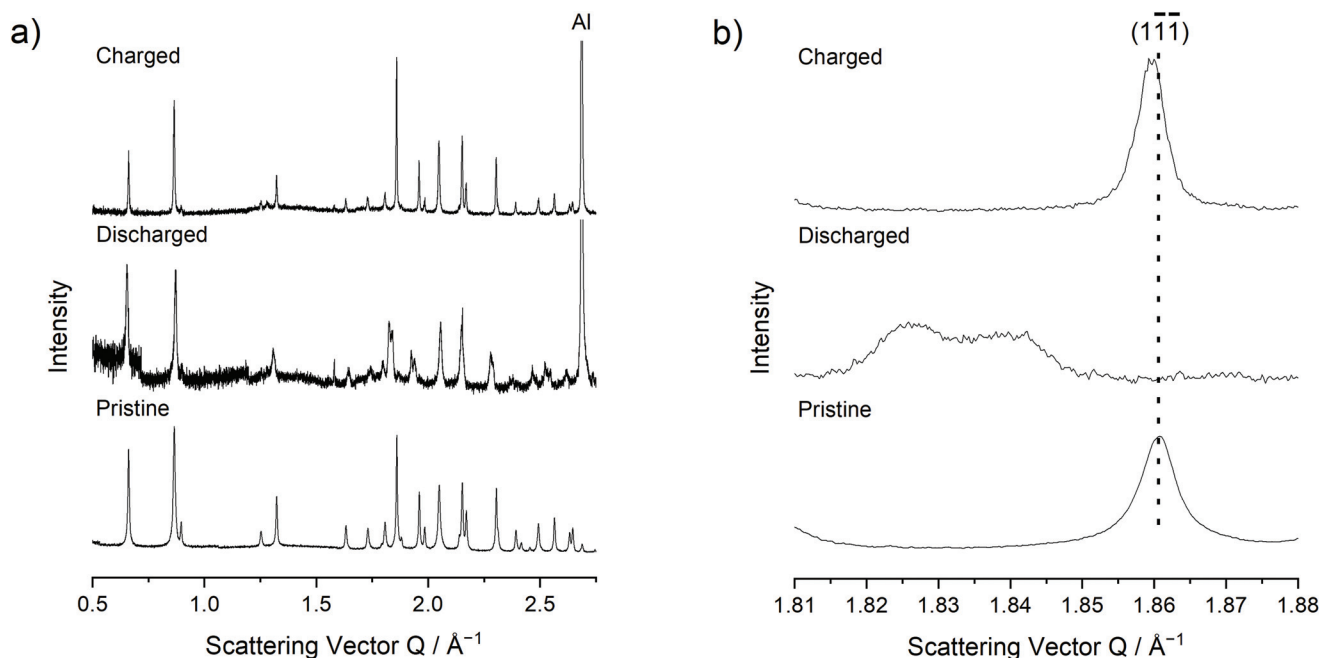 a)
Al
Charged
Discharged
Pristine
Intensity
0.5 1.0 1.5 2.0 2.5
Scattering Vector Q / Å⁻¹
b)
(11̅1̅)
Charged
Discharged
Pristine
Intensity
1.81 1.82 1.83 1.84 1.85 1.86 1.87 1.88
Scattering Vector Q / Å⁻¹